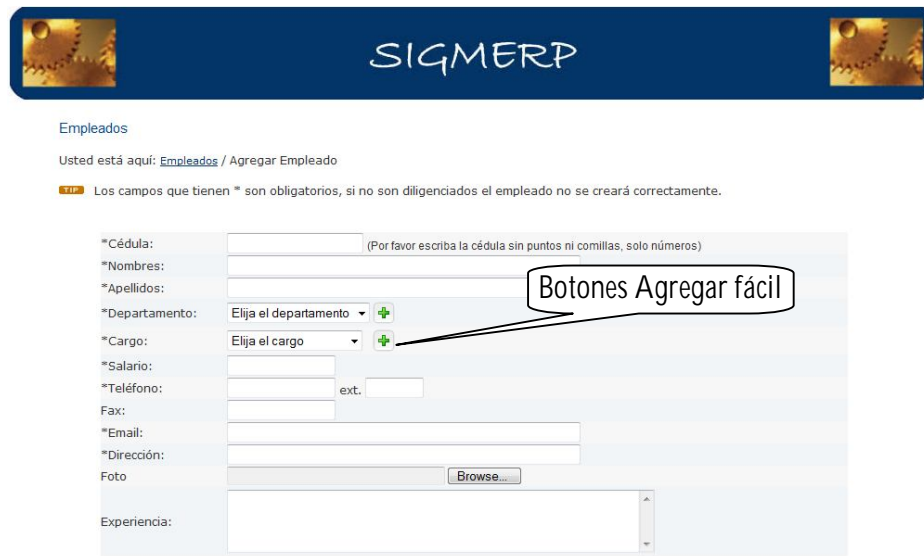 SIGMERP
Empleados
Usted está aquí: Empleados / Agregar Empleado
TIP Los campos que tienen * son obligatorios, si no son diligenciados el empleado no se creará correctamente.
*Cédula: (Por favor escriba la cédula sin puntos ni comillas, solo números)
*Nombres:
*Apellidos:
Botones Agregar fácil
*Departamento: Elija el departamento
*Cargo: Elija el cargo
*Salario:
*Teléfono: ext.
Fax:
*Email:
*Dirección:
Foto Browse...
Experiencia: